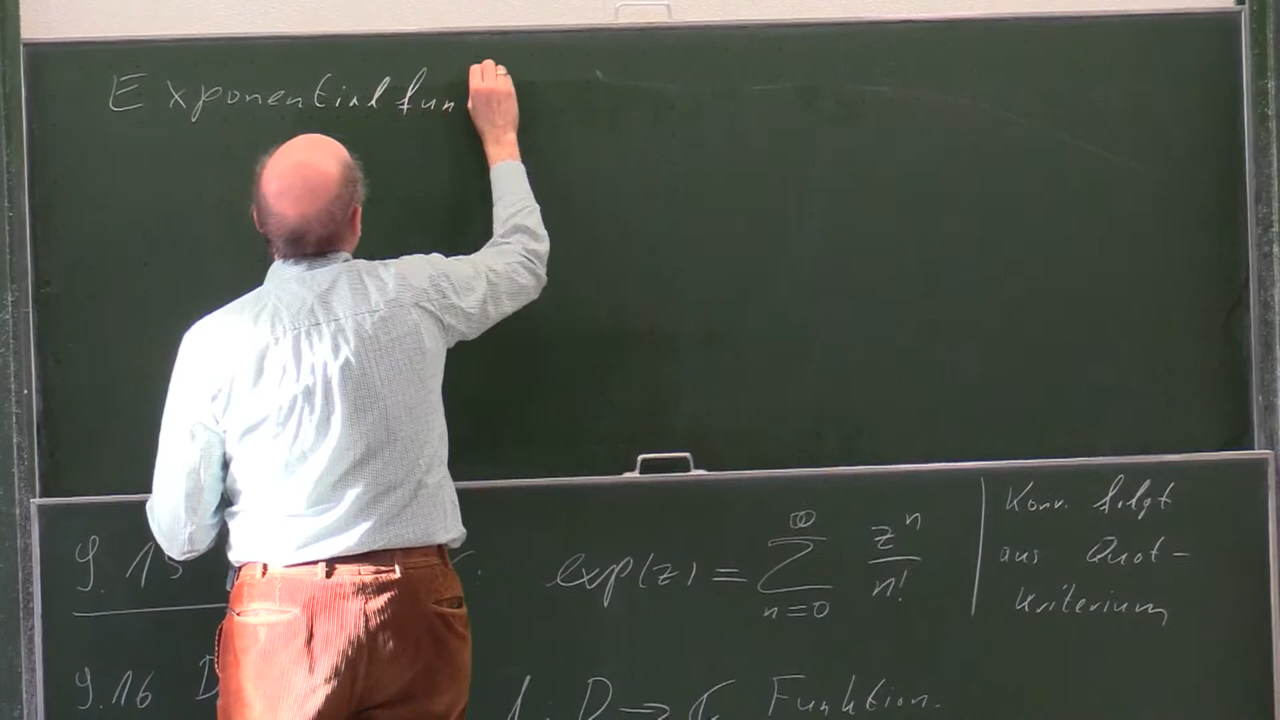 Exponentialfun
9.15
exp(z) = ∑_{n=0}^{∞} z^n / n!
Konv. folgt
aus Quot-
kriterium
9.16 D f: D → ℂ Funktion.